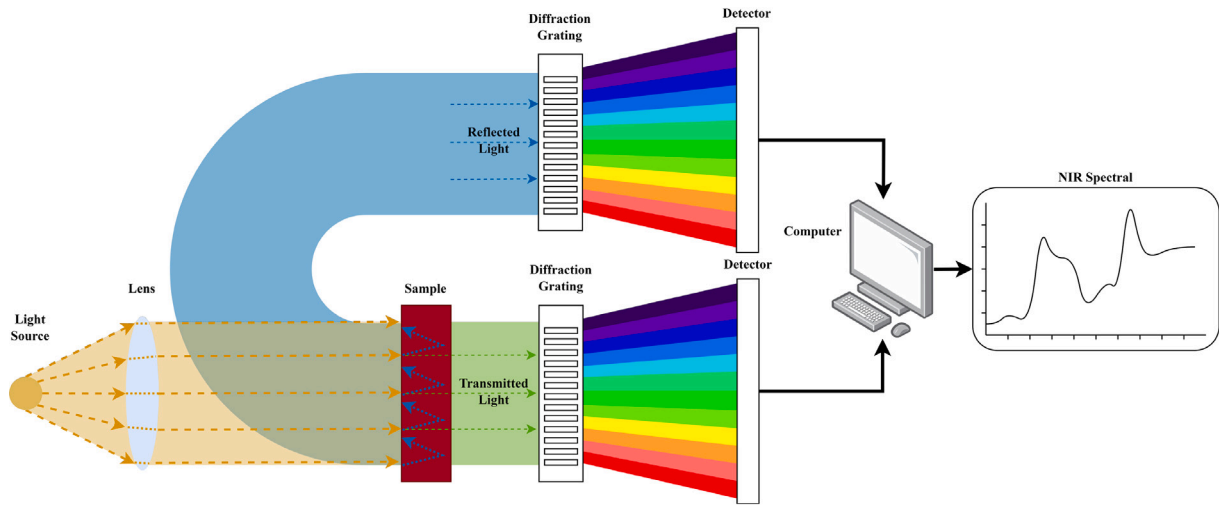 Diffraction
Grating
Detector
Reflected
Light
NIR Spectral
Computer
Lens
Sample
Diffraction
Grating
Detector
Light
Source
Transmitted
Light